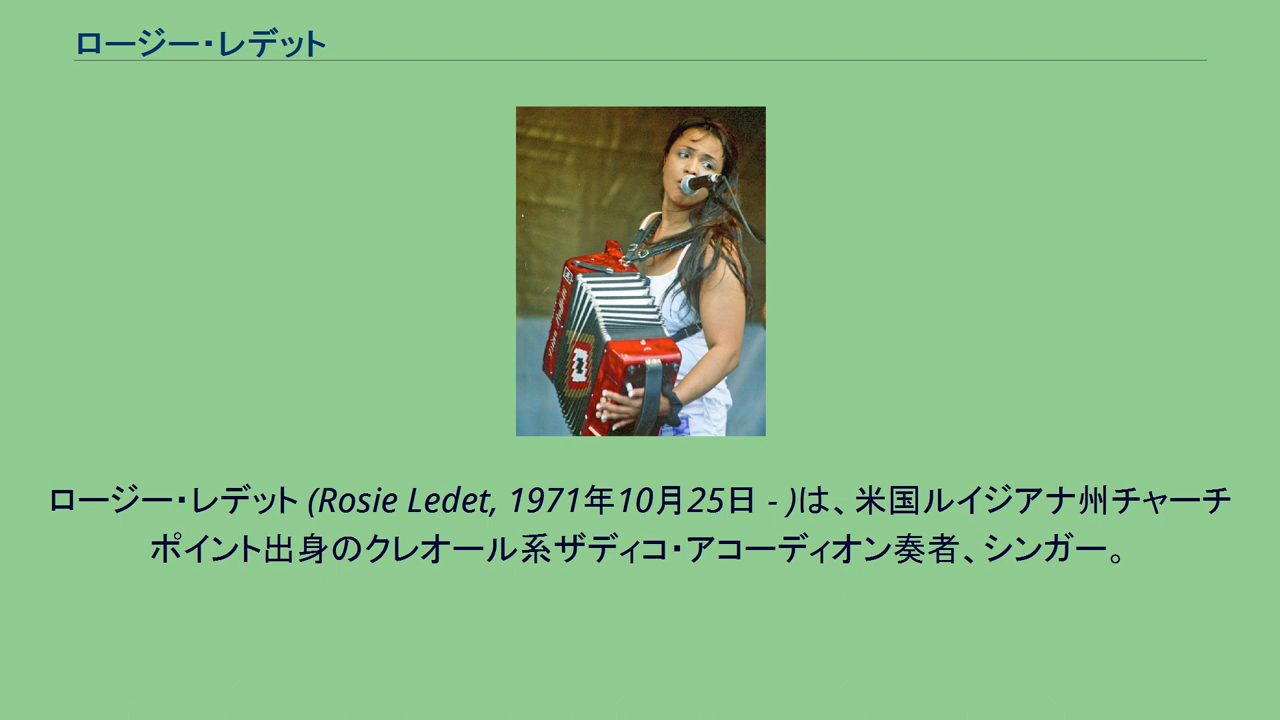 ロージー・レデット
ロージー・レデット (Rosie Ledet, 1971年10月25日 - )は、米国ルイジアナ州チャーチ
ポイント出身のクレオール系ザディコ・アコーディオン奏者、シンガー。